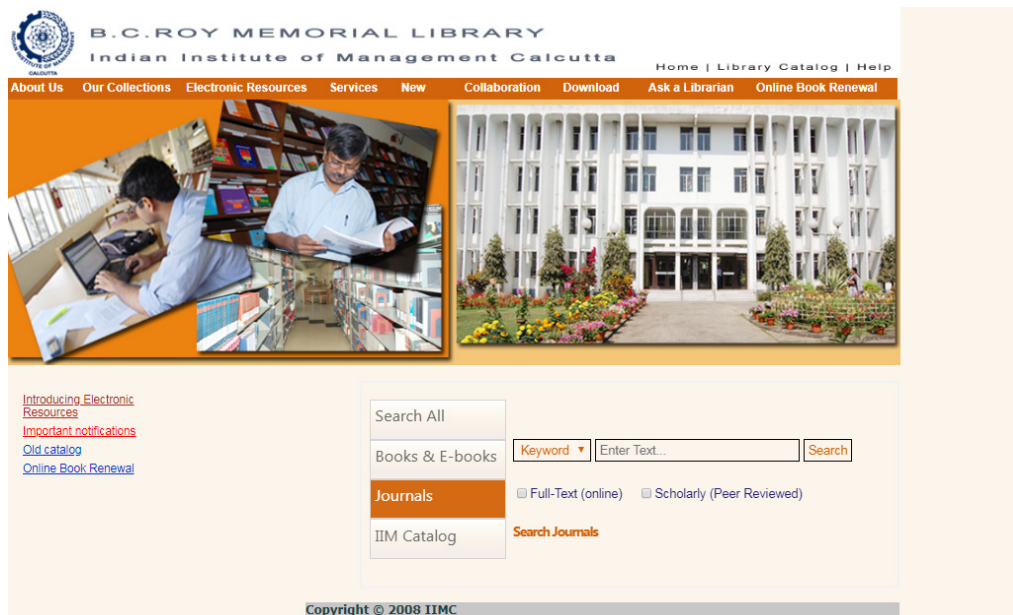 B.C.ROY MEMORIAL LIBRARY
Indian Institute of Management Calcutta
CALCUTTA
Home | Library Catalog | Help
About Us Our Collections Electronic Resources Services New Collaboration Download Ask a Librarian Online Book Renewal
Introducing Electronic
Resources
Important notifications
Old catalog
Online Book Renewal
Search All
Books & E-books
Journals
IIM Catalog
Keyword Enter Text... Search
Full-Text (online) Scholarly (Peer Reviewed)
Search Journals
Copyright © 2008 IIMC